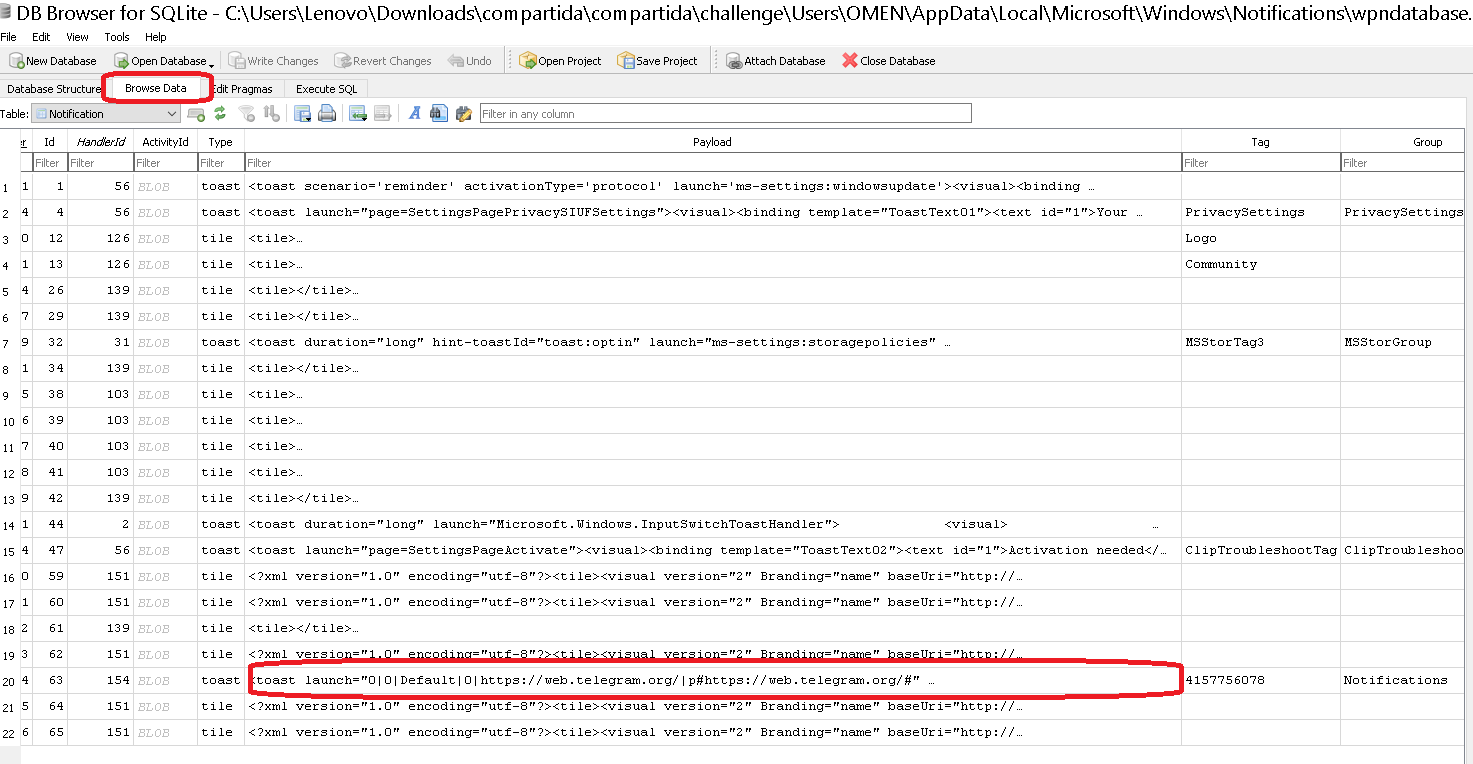 DB Browser for SQLite - C:\Users\Lenovo\Downloads\compartida\compartida\challenge\Users\OMEN\AppData\Local\Microsoft\Windows\Notifications\wpndatabase.
File Edit View Tools Help
New Database Open Database Write Changes Revert Changes Undo Open Project Save Project Attach Database Close Database
Database Structure Browse Data Edit Pragmas Execute SQL
Table: Notification Filter in any column
Id HandlerId ActivityId Type Payload Tag Group
Filter Filter Filter Filter Filter Filter Filter
1 1 1 56 BLOB toast <toast scenario='reminder' activationType='protocol' launch='ms-settings:windowsupdate'><visual><binding …
2 4 4 56 BLOB toast <toast launch="page=SettingsPagePrivacySIUFSettings"><visual><binding template="ToastText01"><text id="1">Your … PrivacySettings PrivacySettings
3 0 12 126 BLOB tile <tile>… Logo
4 1 13 126 BLOB tile <tile>… Community
5 4 26 139 BLOB tile <tile></tile>…
6 7 29 139 BLOB tile <tile></tile>…
7 9 32 31 BLOB toast <toast duration="long" hint-toastId="toast:optin" launch="ms-settings:storagepolicies" … MSStorTag3 MSStorGroup
8 1 34 139 BLOB tile <tile></tile>…
9 5 38 103 BLOB tile <tile>…
10 6 39 103 BLOB tile <tile>…
11 7 40 103 BLOB tile <tile>…
12 8 41 103 BLOB tile <tile>…
13 9 42 139 BLOB tile <tile></tile>…
14 1 44 2 BLOB toast <toast duration="long" launch="Microsoft.Windows.InputSwitchToastHandler"> <visual> …
15 4 47 56 BLOB toast <toast launch="page=SettingsPageActivate"><visual><binding template="ToastText02"><text id="1">Activation needed</… ClipTroubleshootTag ClipTroubleshoo
16 0 59 151 BLOB tile <?xml version="1.0" encoding="utf-8"?><tile><visual version="2" Branding="name" baseUri="http://…
17 1 60 151 BLOB tile <?xml version="1.0" encoding="utf-8"?><tile><visual version="2" Branding="name" baseUri="http://…
18 2 61 139 BLOB tile <tile></tile>…
19 3 62 151 BLOB tile <?xml version="1.0" encoding="utf-8"?><tile><visual version="2" Branding="name" baseUri="http://…
20 4 63 154 BLOB toast <toast launch="0|0|Default|0|https://web.telegram.org/|p#https://web.telegram.org/#" … 4157756078 Notifications
21 5 64 151 BLOB tile <?xml version="1.0" encoding="utf-8"?><tile><visual version="2" Branding="name" baseUri="http://…
22 6 65 151 BLOB tile <?xml version="1.0" encoding="utf-8"?><tile><visual version="2" Branding="name" baseUri="http://…